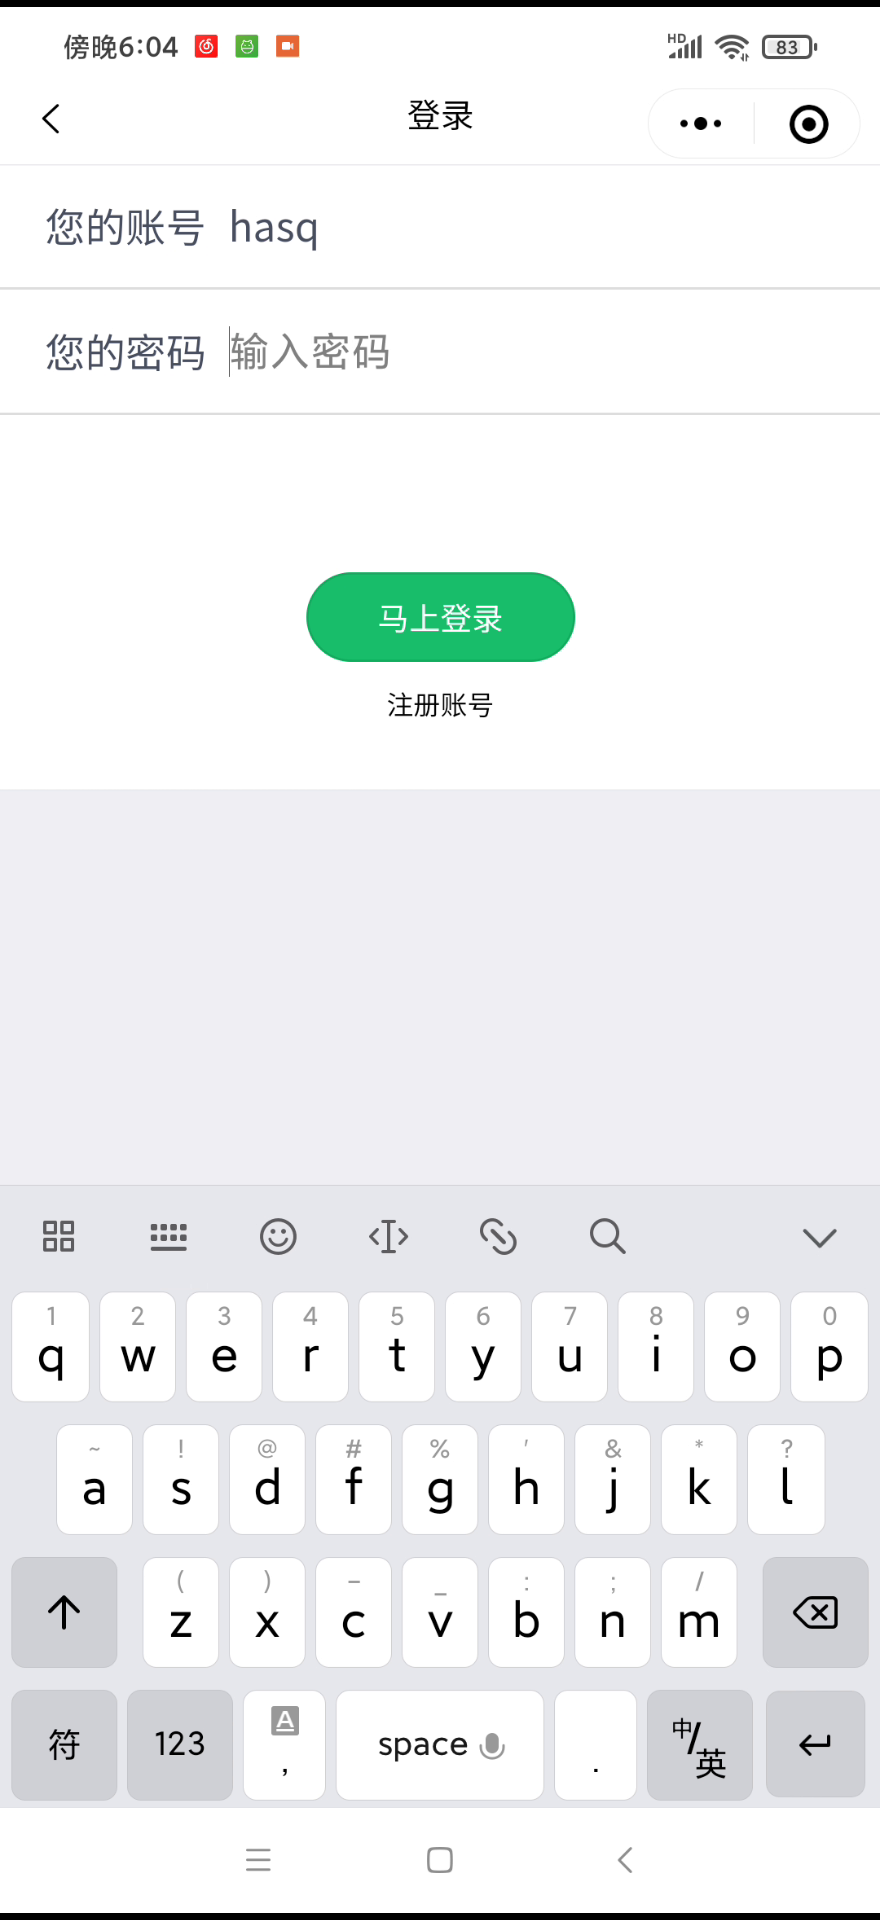 傍晚6:04 HD 83
登录
您的账号 hasq
您的密码 输入密码
马上登录
注册账号
1 2 3 4 5 6 7 8 9 0
q w e r t y u i o p
~ ! @ # % ' & * ?
a s d f g h j k l
( ) – _ : ; /
z x c v b n m
符 123 A , space . 中/英